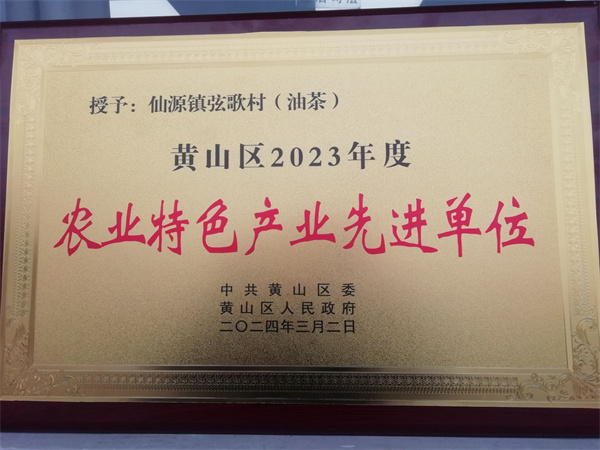 授予：仙源镇弦歌村（油茶）
黄山区2023年度
农业特色产业先进单位
中共黄山区委
黄山区人民政府
二〇二四年三月二日